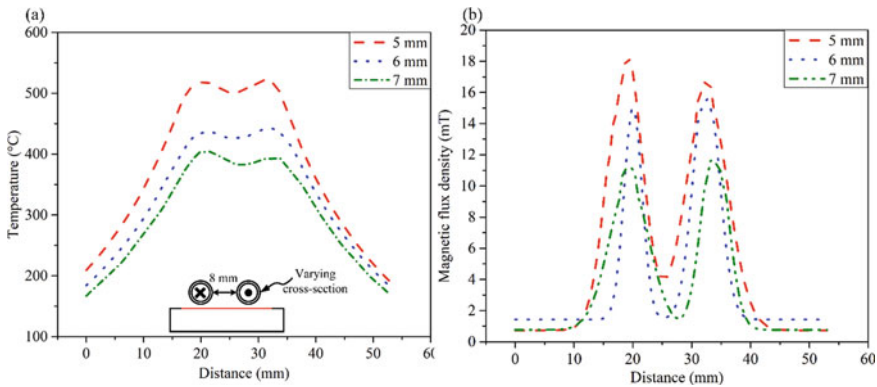 (a)
600
500
400
300
200
100
Temperature (°C)
5 mm
6 mm
7 mm
8 mm
Varying
cross-section
0 10 20 30 40 50 60
Distance (mm)
(b)
20
18
16
14
12
10
8
6
4
2
0
Magnetic flux density (mT)
5 mm
6 mm
7 mm
0 10 20 30 40 50 60
Distance (mm)